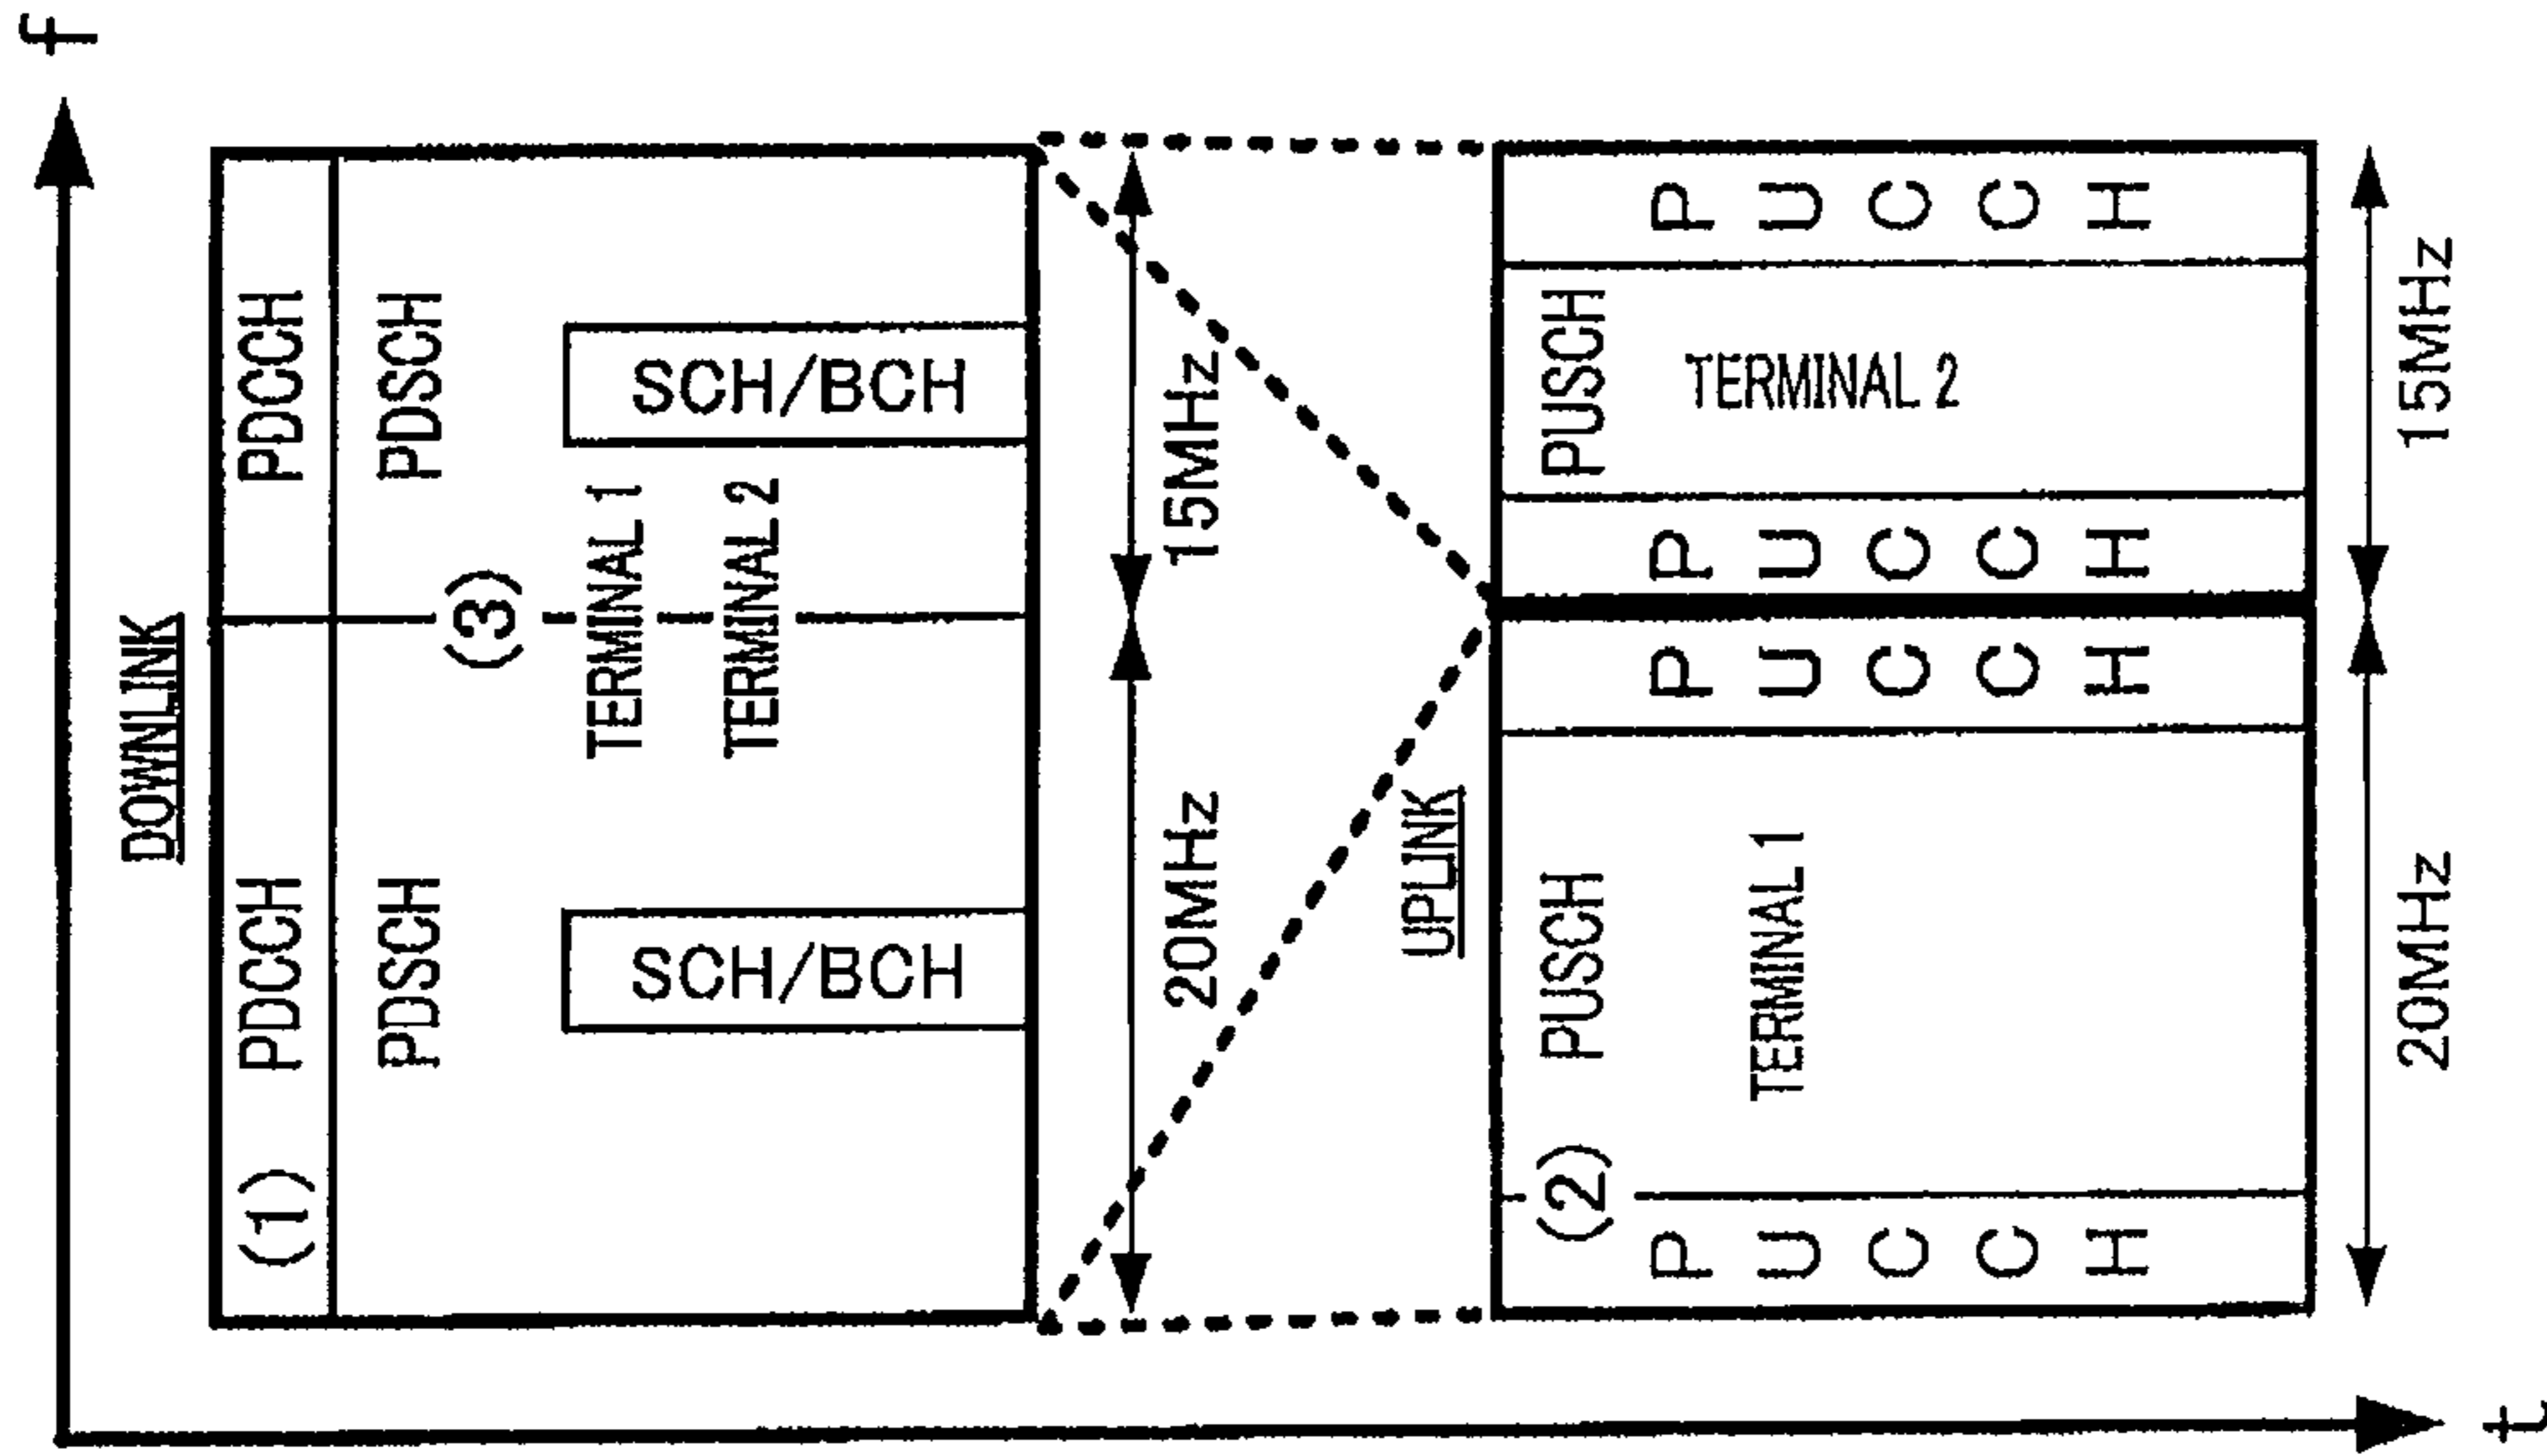 f
DOWNLINK
(1) PDCCH
PDCCH
PDSCH
PDSCH
(3)
TERMINAL 1
TERMINAL 2
SCH/BCH
SCH/BCH
20MHz
15MHz
UPLINK
(2) PUSCH
PUSCH
TERMINAL 1
TERMINAL 2
PUCCH
PUCCH
PUCCH
PUCCH
20MHz
15MHz
t